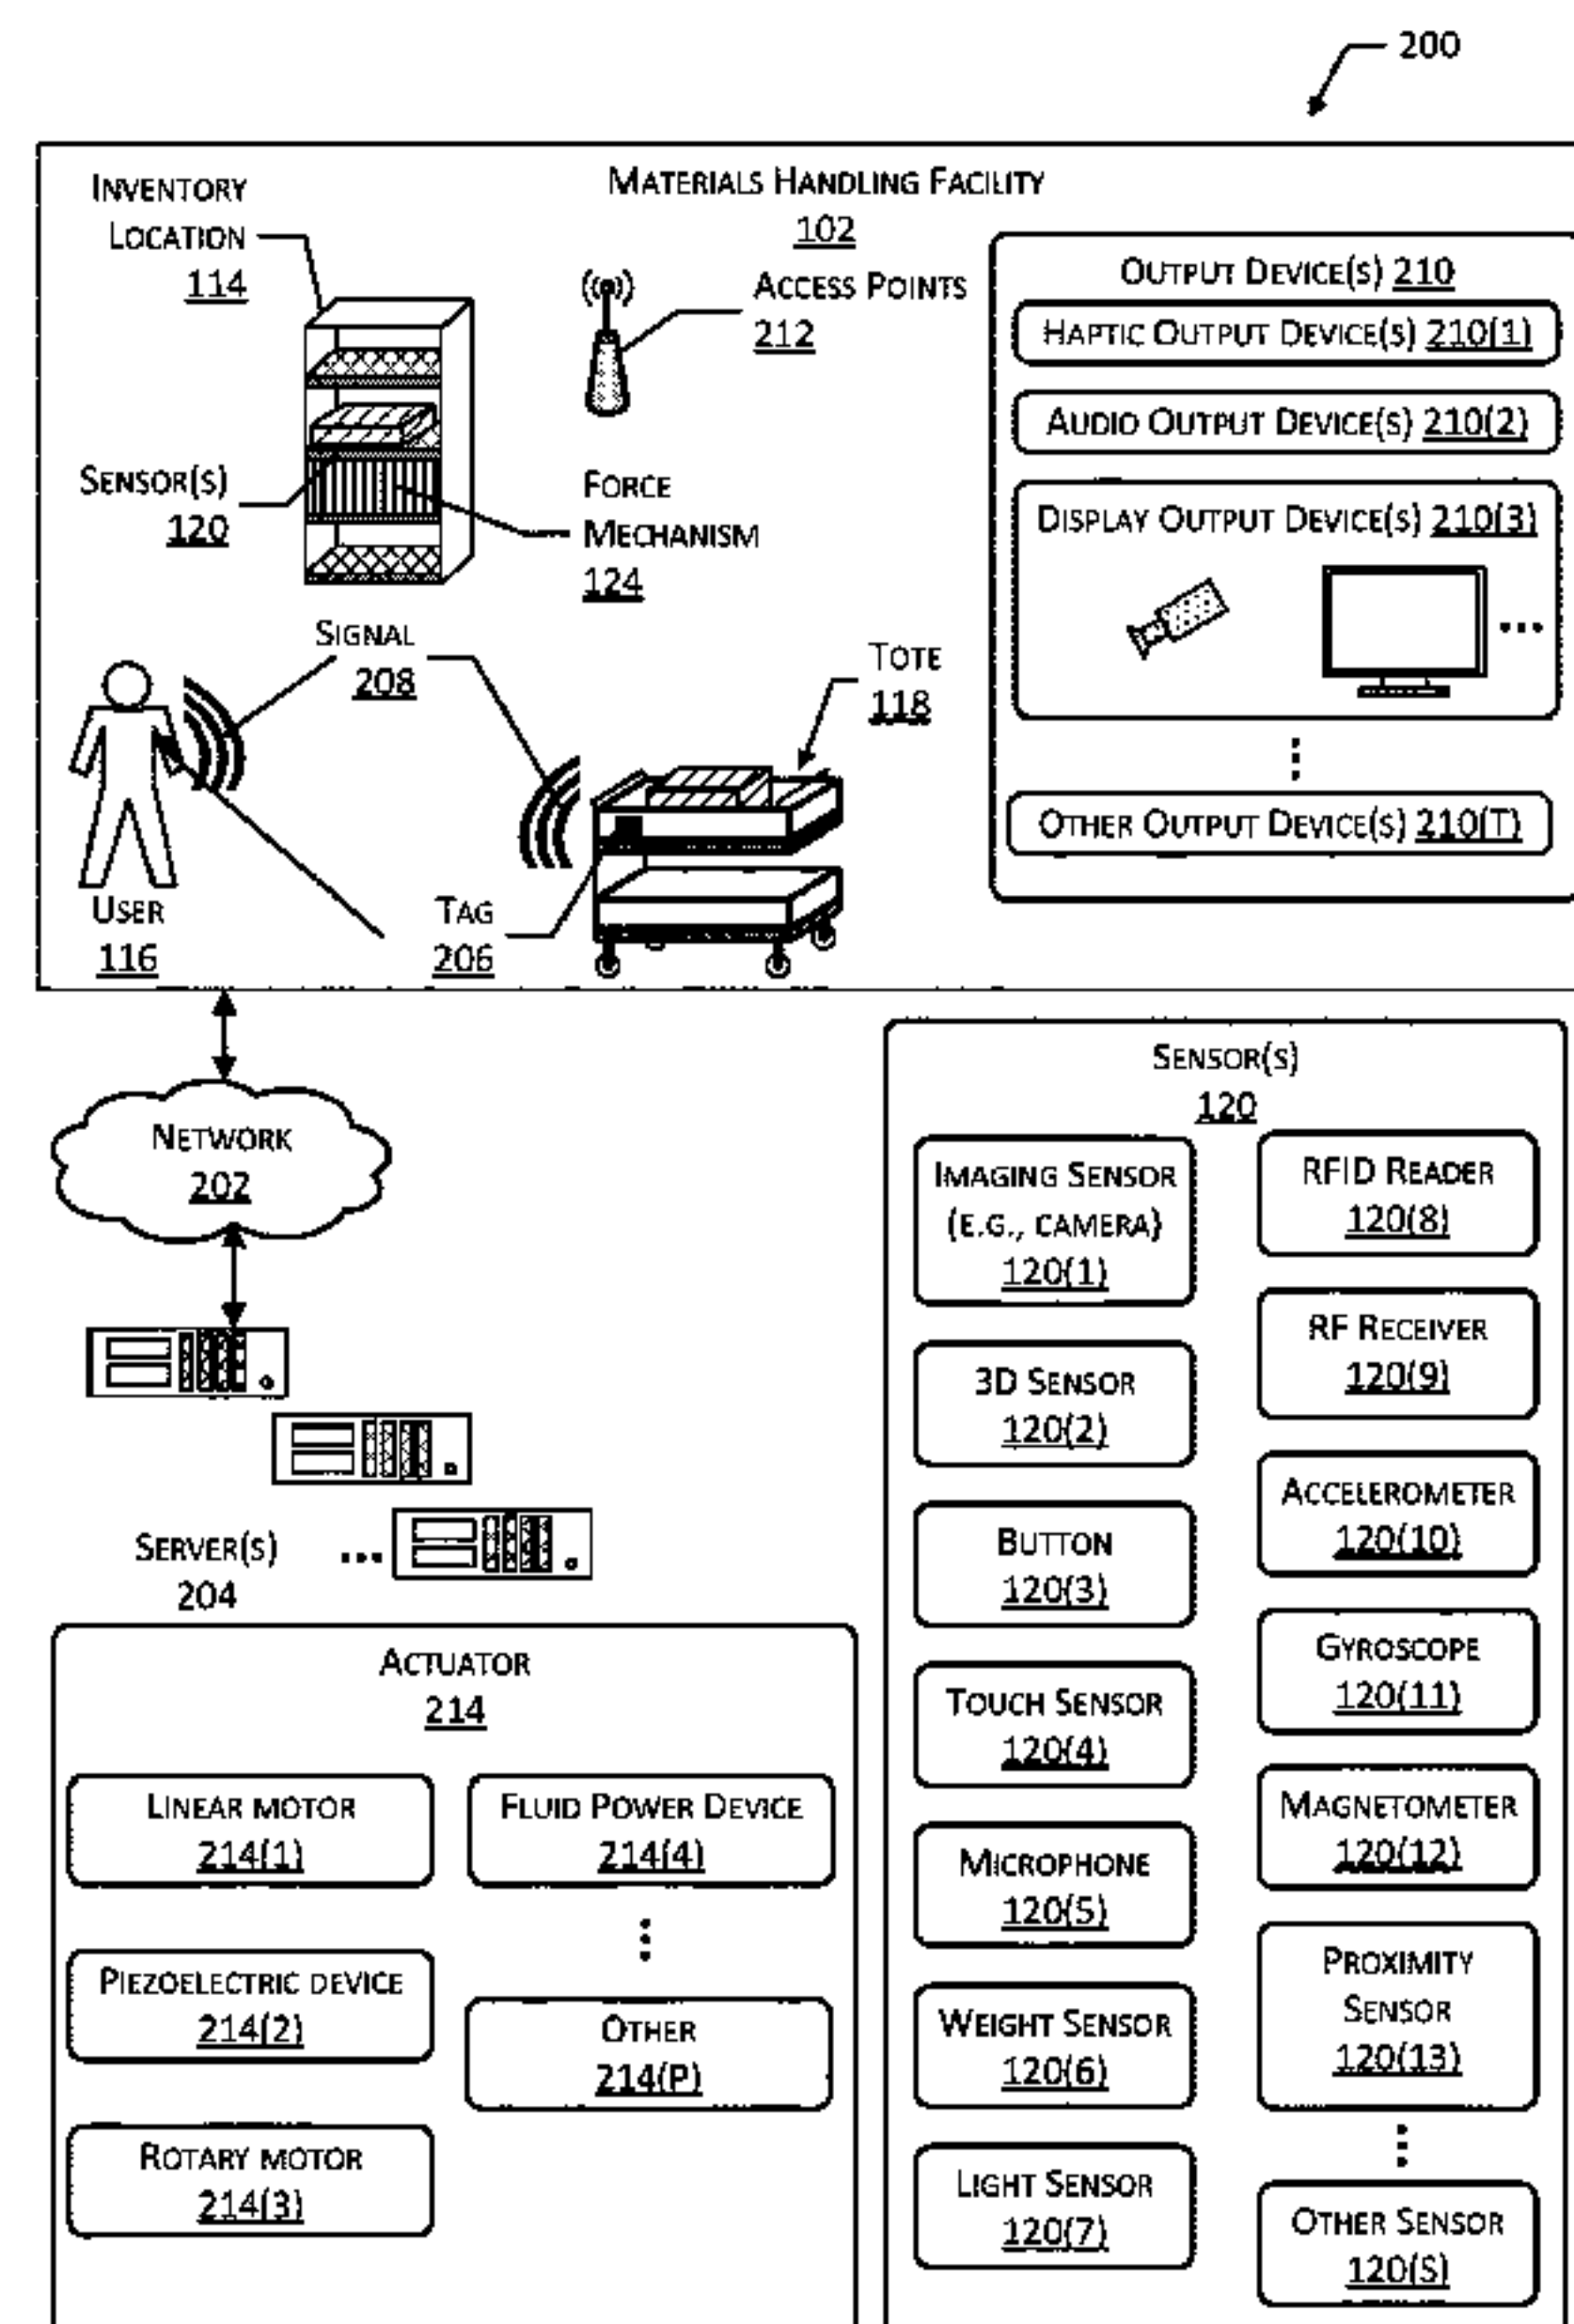 200
MATERIALS HANDLING FACILITY
102
INVENTORY
LOCATION
114
ACCESS POINTS
212
SENSOR(S)
120
FORCE
MECHANISM
124
SIGNAL
208
TOTE
118
USER
116
TAG
206
OUTPUT DEVICE(S) 210
HAPTIC OUTPUT DEVICE(S) 210(1)
AUDIO OUTPUT DEVICE(S) 210(2)
DISPLAY OUTPUT DEVICE(S) 210(3)
...
OTHER OUTPUT DEVICE(S) 210(T)
NETWORK
202
SERVER(S)
204
...
ACTUATOR
214
LINEAR MOTOR
214(1)
PIEZOELECTRIC DEVICE
214(2)
ROTARY MOTOR
214(3)
FLUID POWER DEVICE
214(4)
OTHER
214(P)
SENSOR(S)
120
IMAGING SENSOR
(E.G., CAMERA)
120(1)
3D SENSOR
120(2)
BUTTON
120(3)
TOUCH SENSOR
120(4)
MICROPHONE
120(5)
WEIGHT SENSOR
120(6)
LIGHT SENSOR
120(7)
RFID READER
120(8)
RF RECEIVER
120(9)
ACCELEROMETER
120(10)
GYROSCOPE
120(11)
MAGNETOMETER
120(12)
PROXIMITY
SENSOR
120(13)
OTHER SENSOR
120(S)